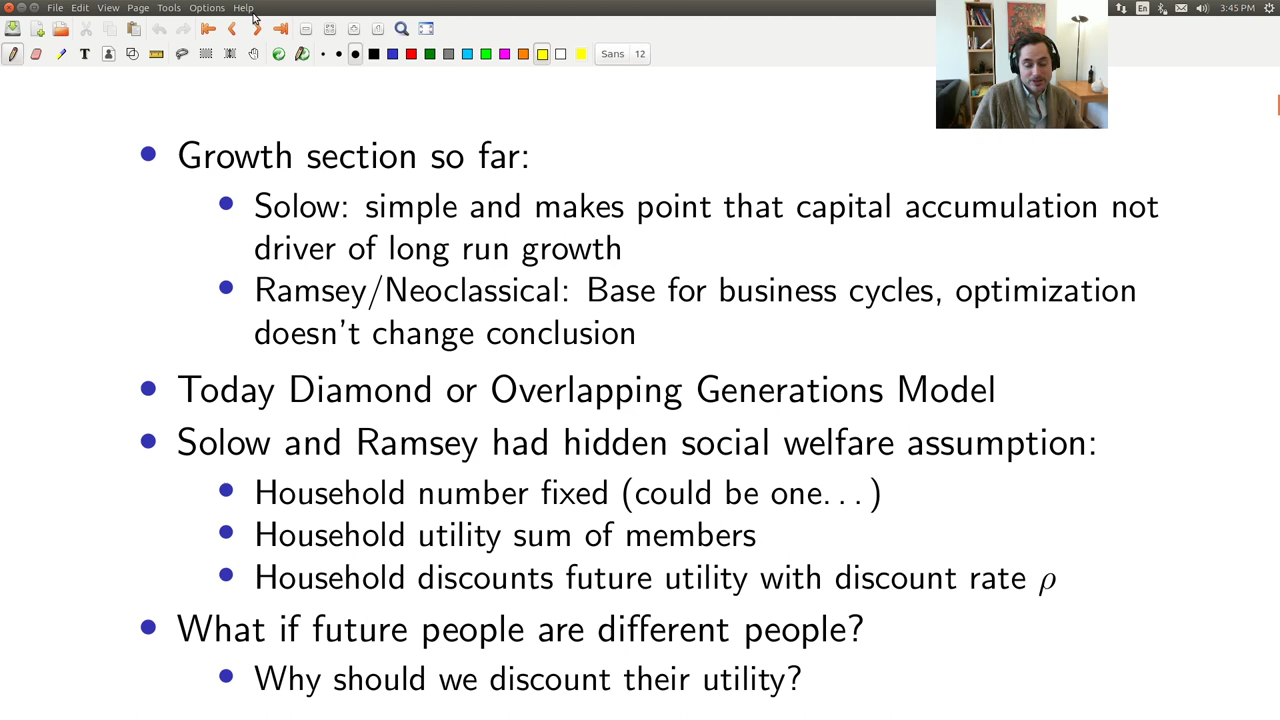 File Edit View Page Tools Options Help
En 3:45 PM
T Sans 12
• Growth section so far:
• Solow: simple and makes point that capital accumulation not
driver of long run growth
• Ramsey/Neoclassical: Base for business cycles, optimization
doesn't change conclusion
• Today Diamond or Overlapping Generations Model
• Solow and Ramsey had hidden social welfare assumption:
• Household number fixed (could be one...)
• Household utility sum of members
• Household discounts future utility with discount rate ρ
• What if future people are different people?
• Why should we discount their utility?